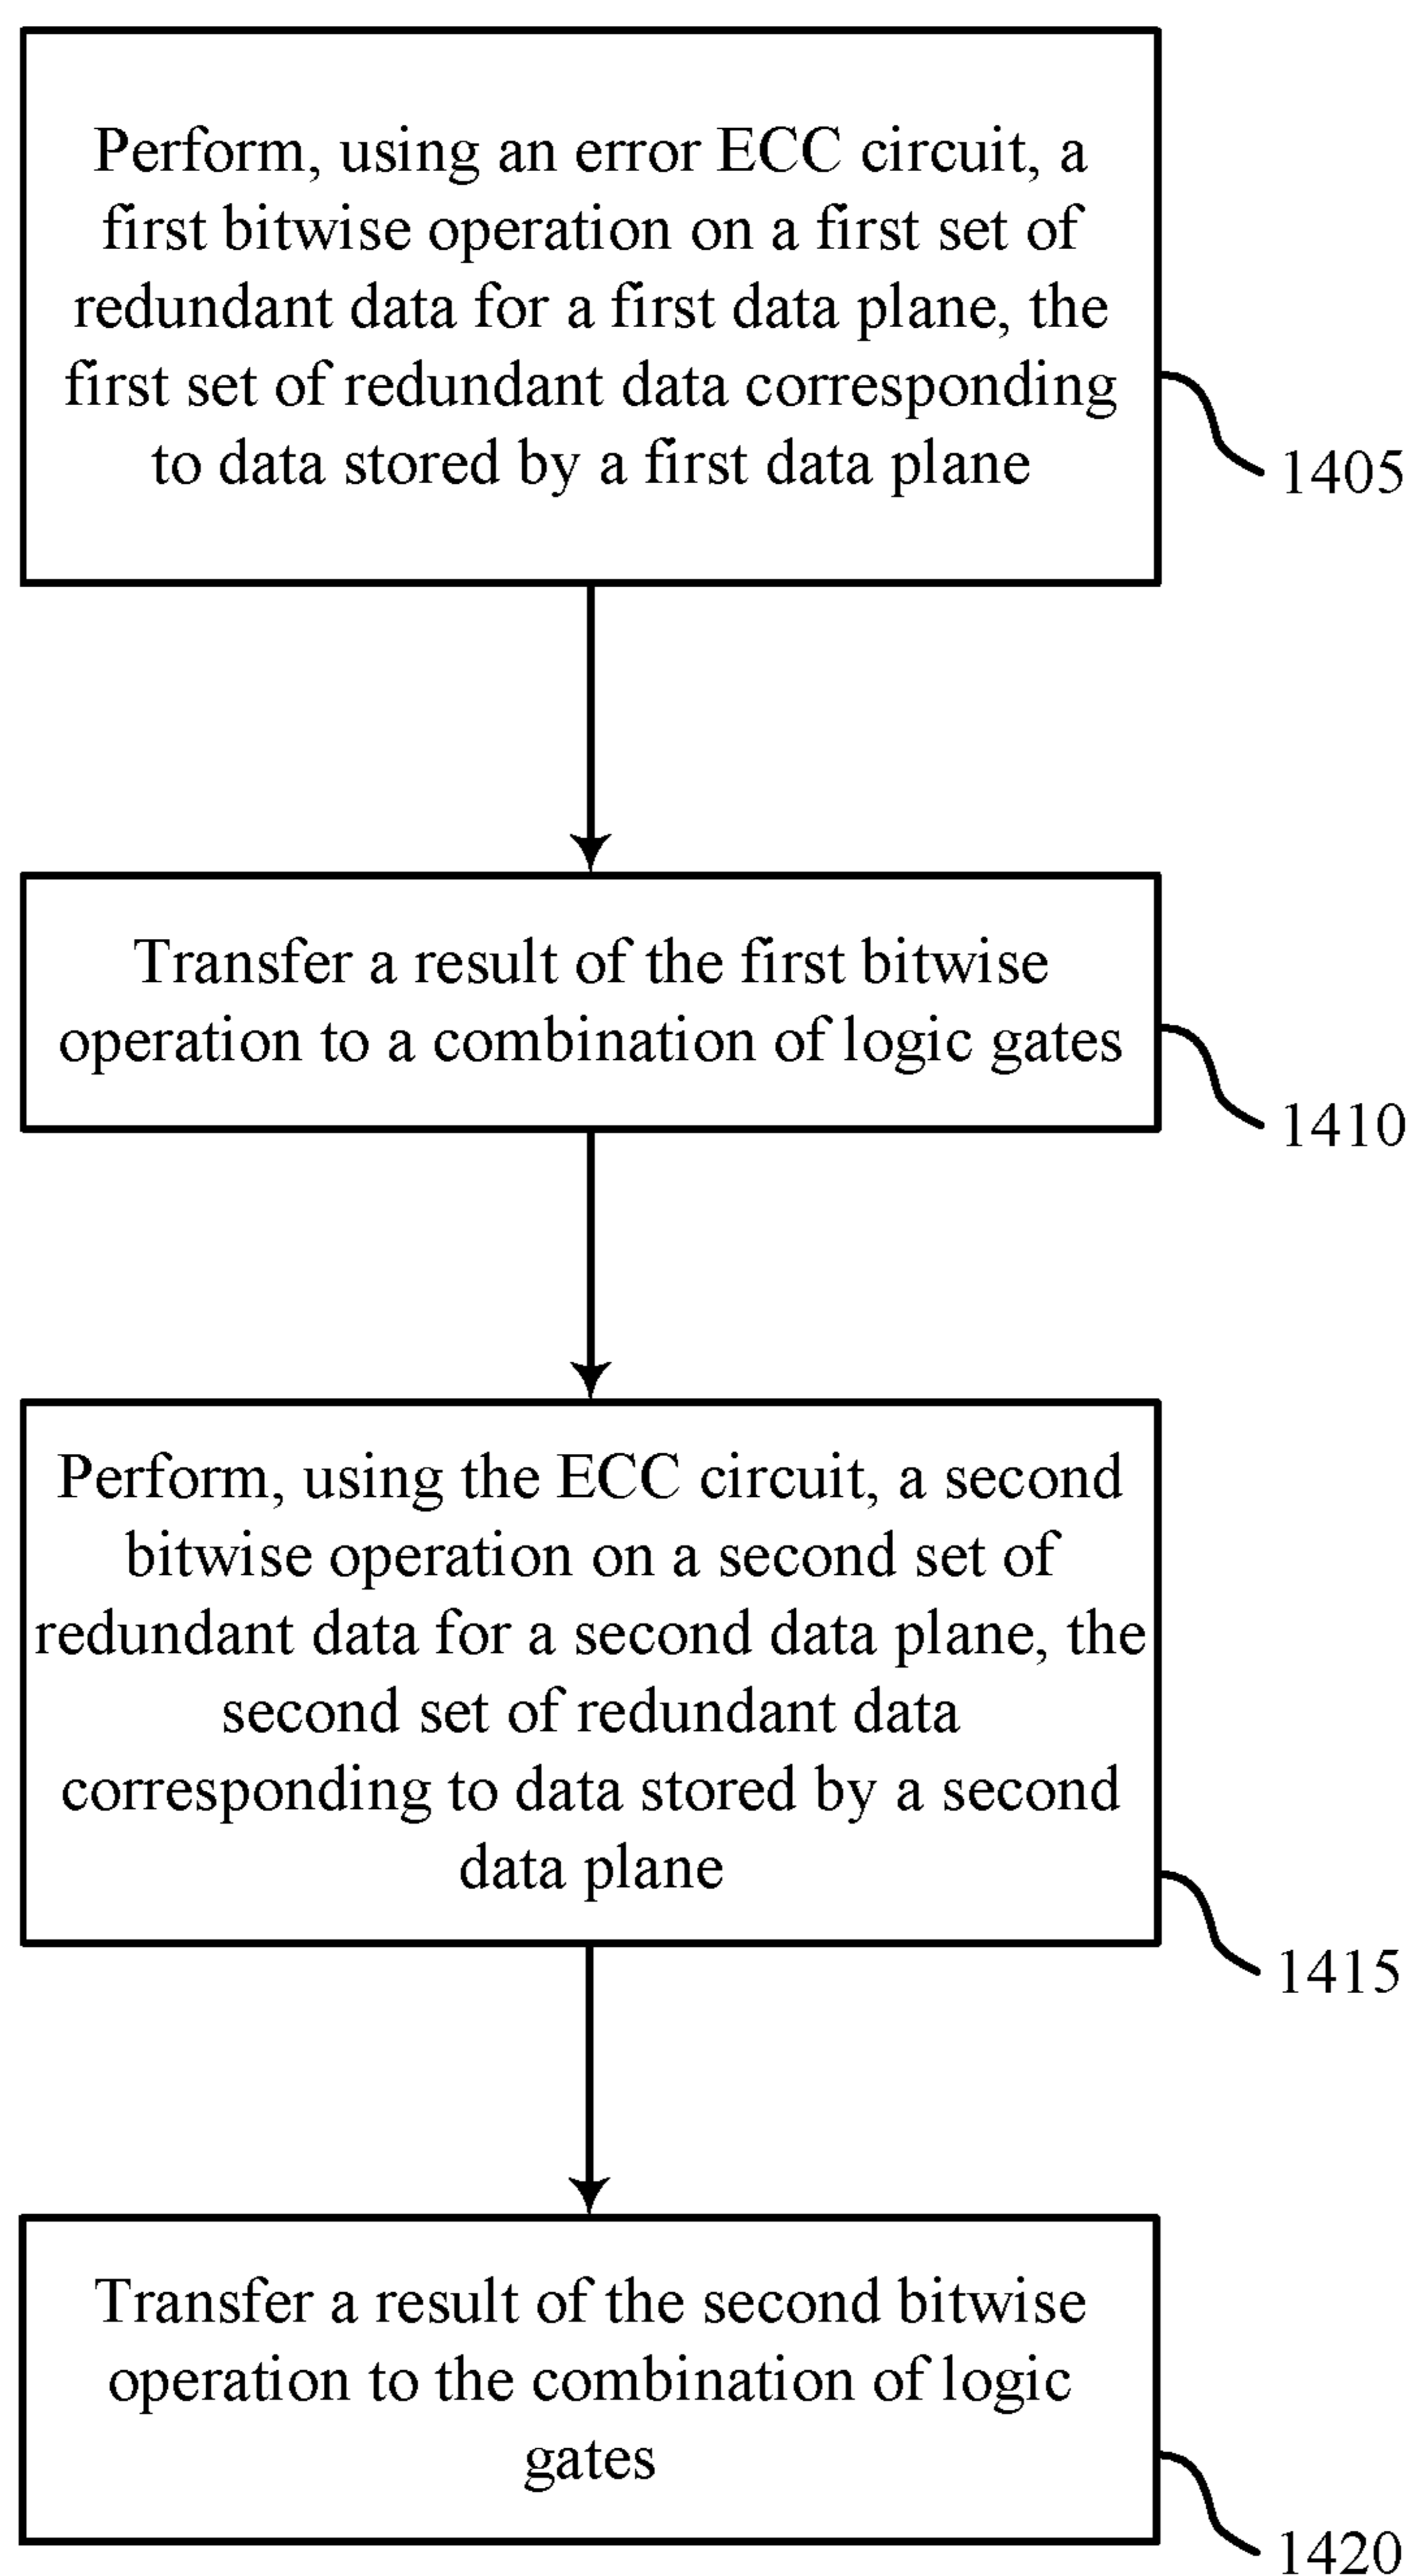 Perform, using an error ECC circuit, a
first bitwise operation on a first set of
redundant data for a first data plane, the
first set of redundant data corresponding
to data stored by a first data plane
1405
Transfer a result of the first bitwise
operation to a combination of logic gates
1410
Perform, using the ECC circuit, a second
bitwise operation on a second set of
redundant data for a second data plane, the
second set of redundant data
corresponding to data stored by a second
data plane
1415
Transfer a result of the second bitwise
operation to the combination of logic
gates
1420